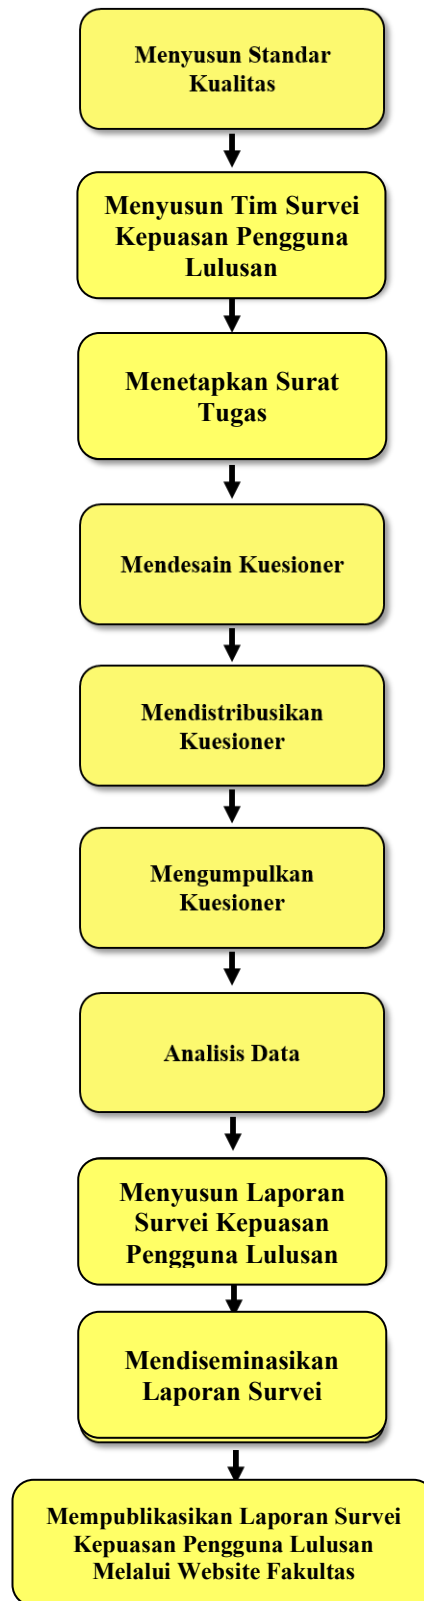 Menyusun Standar
Kualitas
Menyusun Tim Survei
Kepuasan Pengguna
Lulusan
Menetapkan Surat
Tugas
Mendesain Kuesioner
Mendistribusikan
Kuesioner
Mengumpulkan
Kuesioner
Analisis Data
Menyusun Laporan
Survei Kepuasan
Pengguna Lulusan
Mendiseminasikan
Laporan Survei
Mempublikasikan Laporan Survei
Kepuasan Pengguna Lulusan
Melalui Website Fakultas